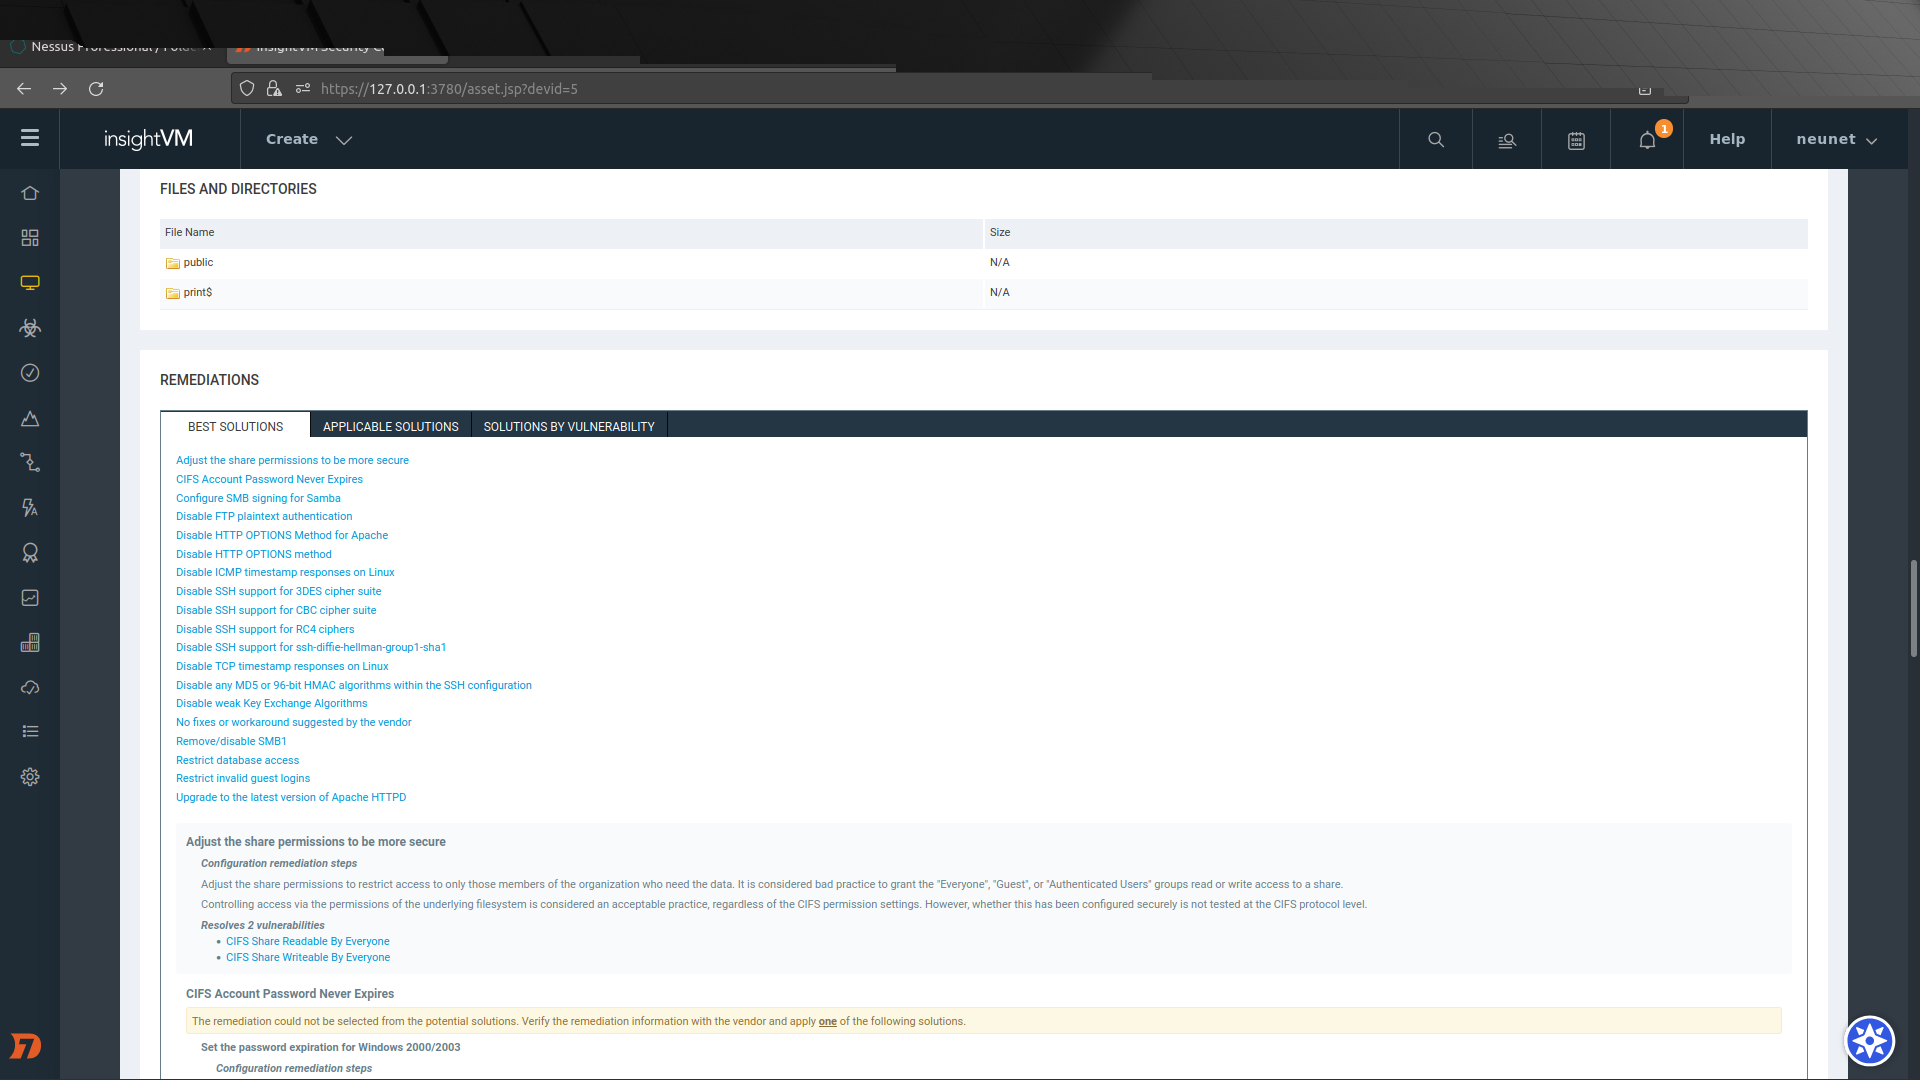 Nessus Professional / Folde
InsightVM Security Co
https://127.0.0.1:3780/asset.jsp?devid=5
insightVM
Create
1
Help
neunet
FILES AND DIRECTORIES
File Name Size
public N/A
print$ N/A
REMEDIATIONS
BEST SOLUTIONS APPLICABLE SOLUTIONS SOLUTIONS BY VULNERABILITY
Adjust the share permissions to be more secure
CIFS Account Password Never Expires
Configure SMB signing for Samba
Disable FTP plaintext authentication
Disable HTTP OPTIONS Method for Apache
Disable HTTP OPTIONS method
Disable ICMP timestamp responses on Linux
Disable SSH support for 3DES cipher suite
Disable SSH support for CBC cipher suite
Disable SSH support for RC4 ciphers
Disable SSH support for ssh-diffie-hellman-group1-sha1
Disable TCP timestamp responses on Linux
Disable any MD5 or 96-bit HMAC algorithms within the SSH configuration
Disable weak Key Exchange Algorithms
No fixes or workaround suggested by the vendor
Remove/disable SMB1
Restrict database access
Restrict invalid guest logins
Upgrade to the latest version of Apache HTTPD
Adjust the share permissions to be more secure
Configuration remediation steps
Adjust the share permissions to restrict access to only those members of the organization who need the data. It is considered bad practice to grant the "Everyone", "Guest", or "Authenticated Users" groups read or write access to a share.
Controlling access via the permissions of the underlying filesystem is considered an acceptable practice, regardless of the CIFS permission settings. However, whether this has been configured securely is not tested at the CIFS protocol level.
Resolves 2 vulnerabilities
• CIFS Share Readable By Everyone
• CIFS Share Writeable By Everyone
CIFS Account Password Never Expires
The remediation could not be selected from the potential solutions. Verify the remediation information with the vendor and apply one of the following solutions.
Set the password expiration for Windows 2000/2003
Configuration remediation steps